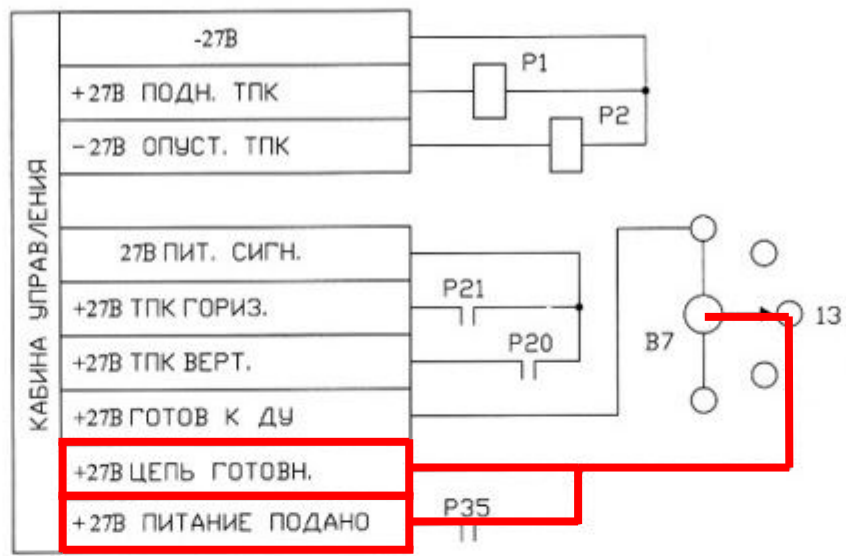 КАБИНА УПРАВЛЕНИЯ
-27В
+27В ПОДН. ТПК
-27В ОПУСТ. ТПК
27В ПИТ. СИГН.
+27В ТПК ГОРИЗ.
+27В ТПК ВЕРТ.
+27В ГОТОВ К ДУ
+27В ЦЕПЬ ГОТОВН.
+27В ПИТАНИЕ ПОДАНО
Р1
Р2
Р21
Р20
Р35
В7
13